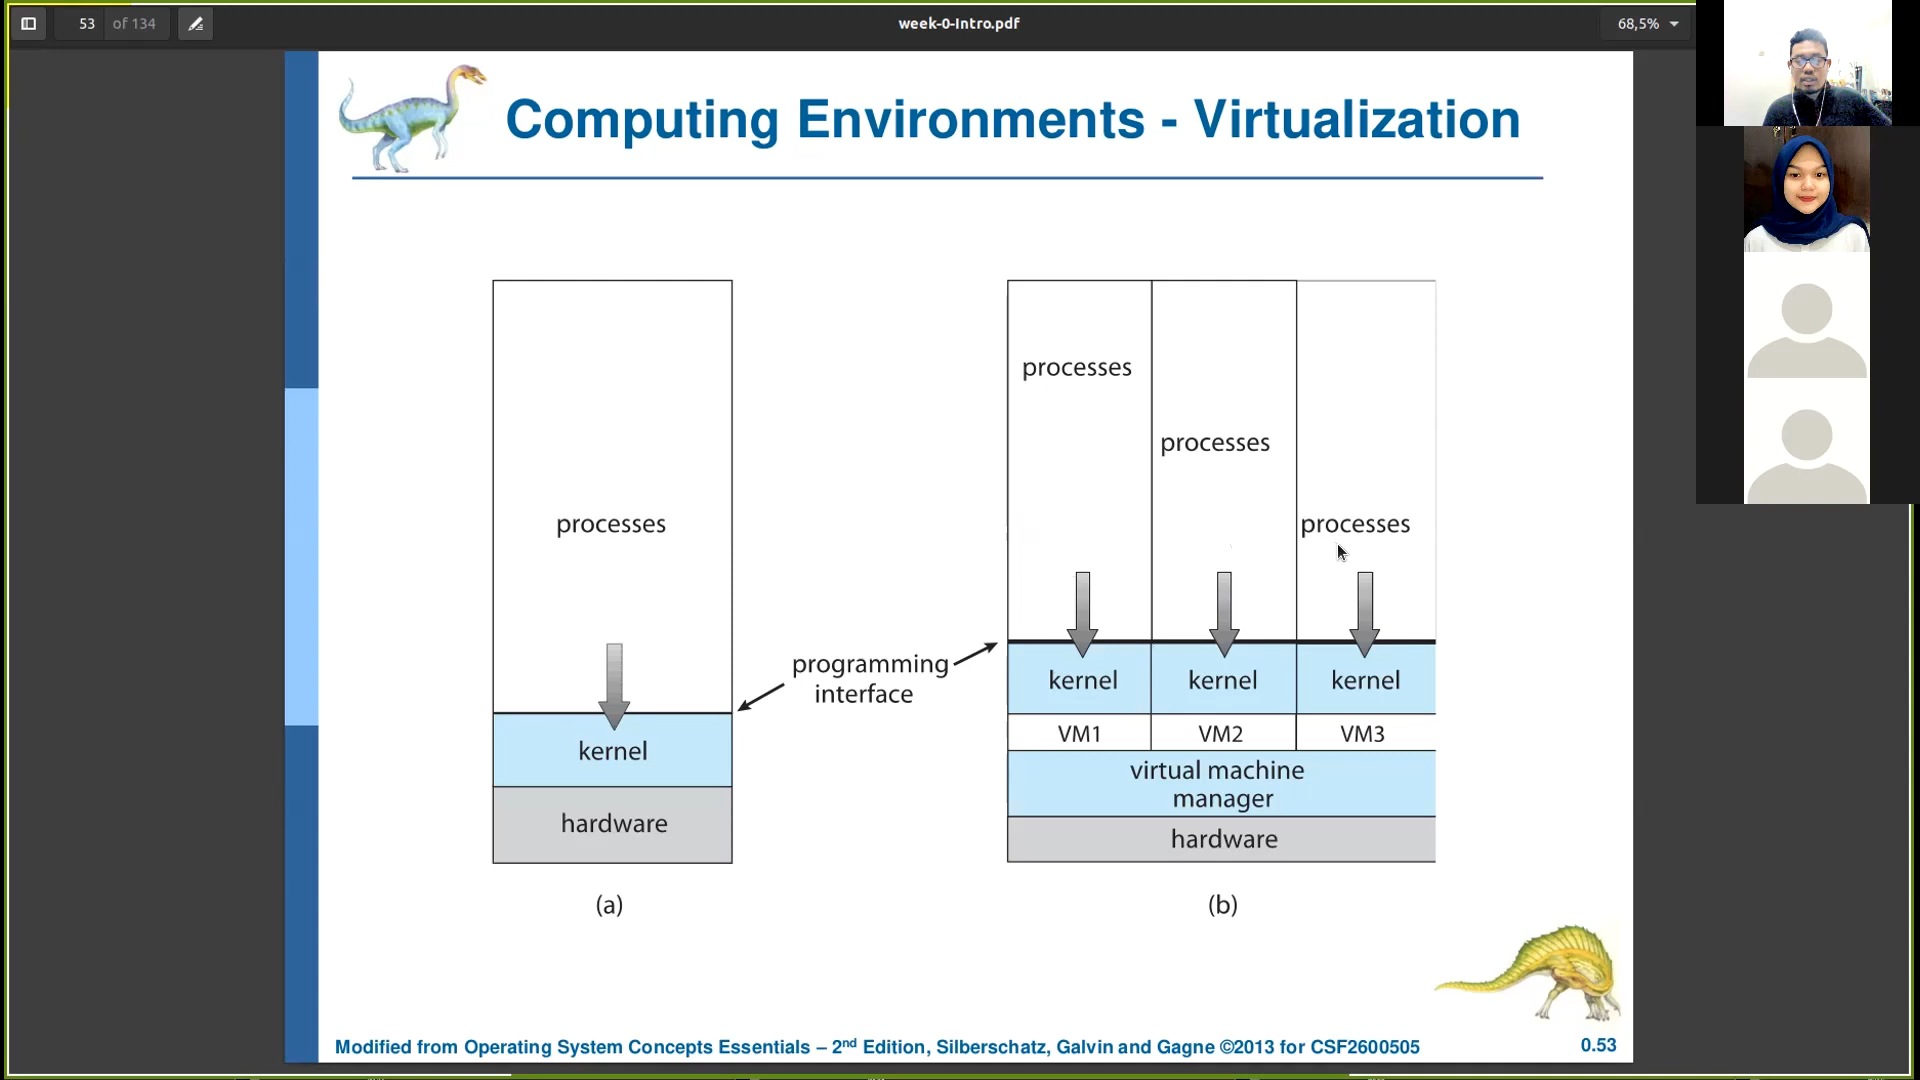 53 of 134
week-0-Intro.pdf
68,5%
Computing Environments - Virtualization
processes
kernel
hardware
(a)
programming
interface
processes
processes
processes
kernel kernel kernel
VM1 VM2 VM3
virtual machine
manager
hardware
(b)
Modified from Operating System Concepts Essentials – 2nd Edition, Silberschatz, Galvin and Gagne ©2013 for CSF2600505
0.53